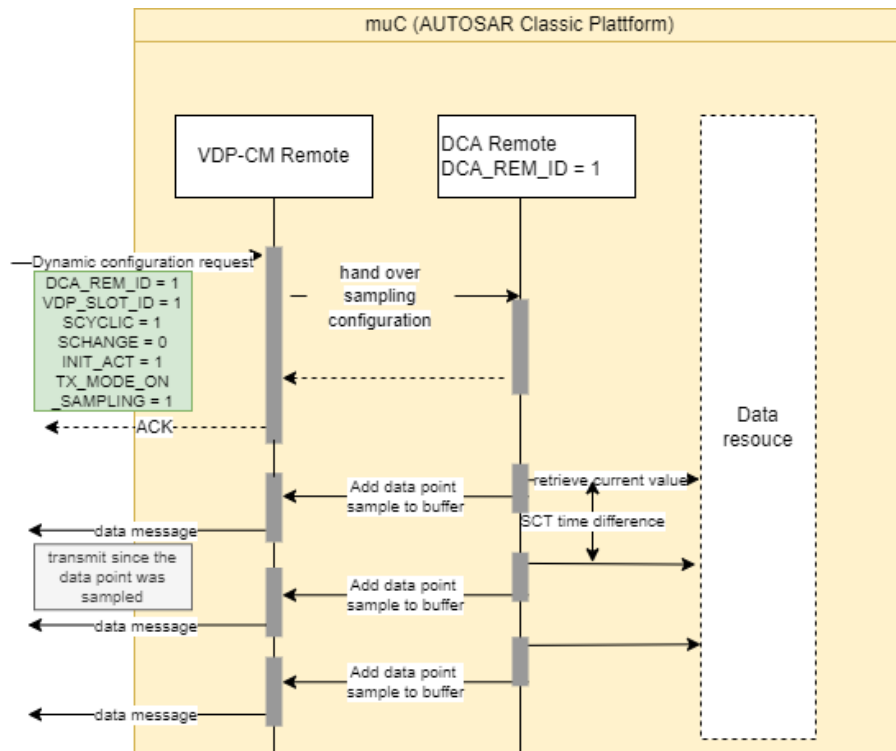 muC (AUTOSAR Classic Plattform)
VDP-CM Remote
DCA Remote
DCA_REM_ID = 1
Dynamic configuration request
DCA_REM_ID = 1
VDP_SLOT_ID = 1
SCYCLIC = 1
SCHANGE = 0
INIT_ACT = 1
TX_MODE_ON
_SAMPLING = 1
hand over
sampling
configuration
ACK
Data
resouce
retrieve current value
Add data point
sample to buffer
SCT time difference
data message
transmit since the
data point was
sampled
Add data point
sample to buffer
data message
Add data point
sample to buffer
data message